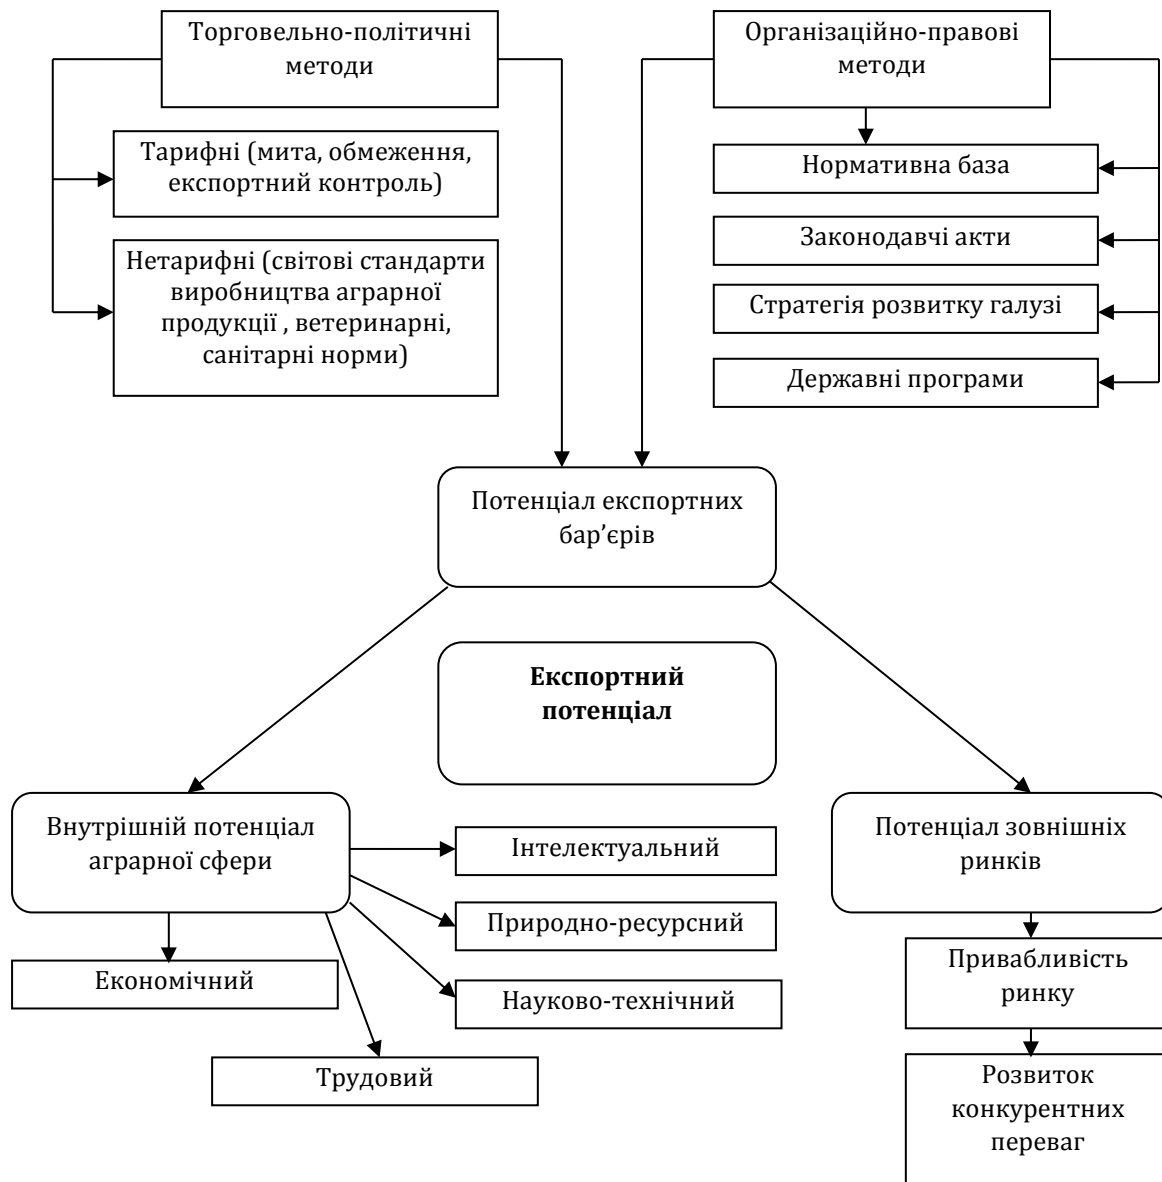 Торговельно-політичні
методи
Організаційно-правові
методи
Тарифні (мита, обмеження,
експортний контроль)
Нормативна база
Законодавчі акти
Нетарифні (світові стандарти
виробництва аграрної
продукції , ветеринарні,
санітарні норми)
Стратегія розвитку галузі
Державні програми
Потенціал експортних
бар’єрів
Експортний
потенціал
Внутрішній потенціал
аграрної сфери
Інтелектуальний
Природно-ресурсний
Науково-технічний
Економічний
Трудовий
Потенціал зовнішніх
ринків
Привабливість
ринку
Розвиток
конкурентних
переваг